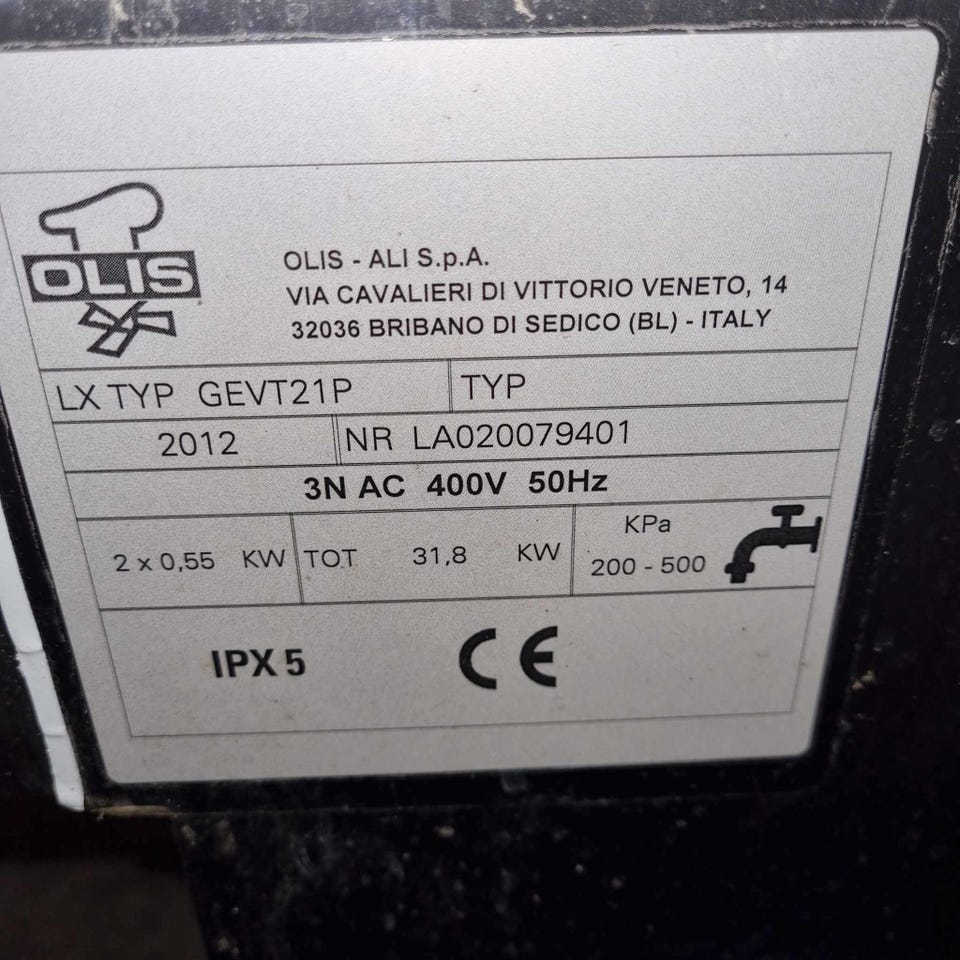 OLIS
OLIS - ALI S.p.A.
VIA CAVALIERI DI VITTORIO VENETO, 14
32036 BRIBANO DI SEDICO (BL) - ITALY
LX TYP GEVT21P TYP
2012 NR LA020079401
3N AC 400V 50Hz
2 x 0,55 KW TOT 31,8 KW KPa
200 - 500
IPX 5 CE